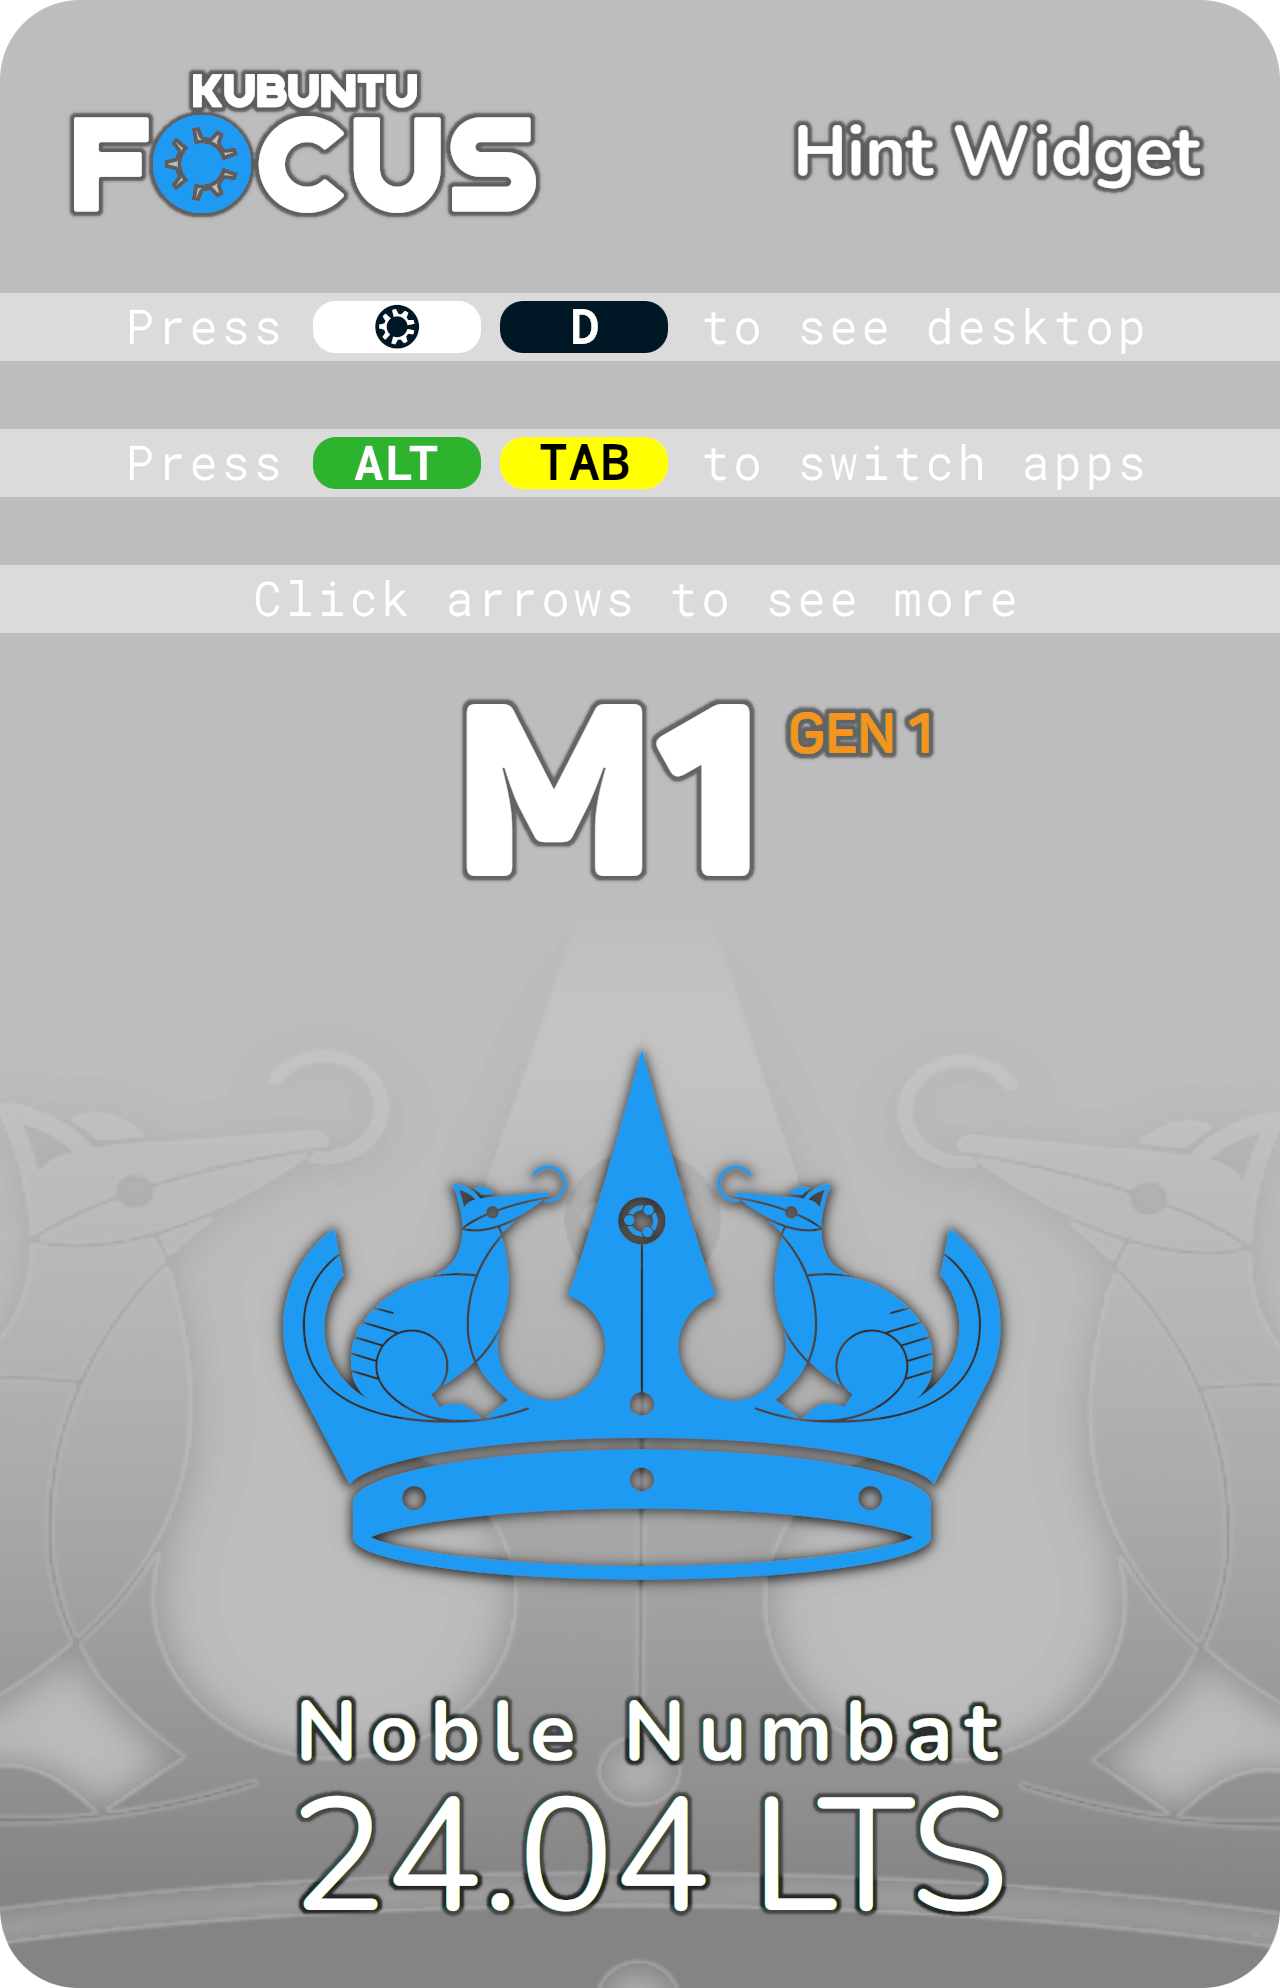 KUBUNTU
FOCUS
Hint Widget
Press D to see desktop
Press ALT TAB to switch apps
Click arrows to see more
M1 GEN 1
Noble Numbat
24.04 LTS